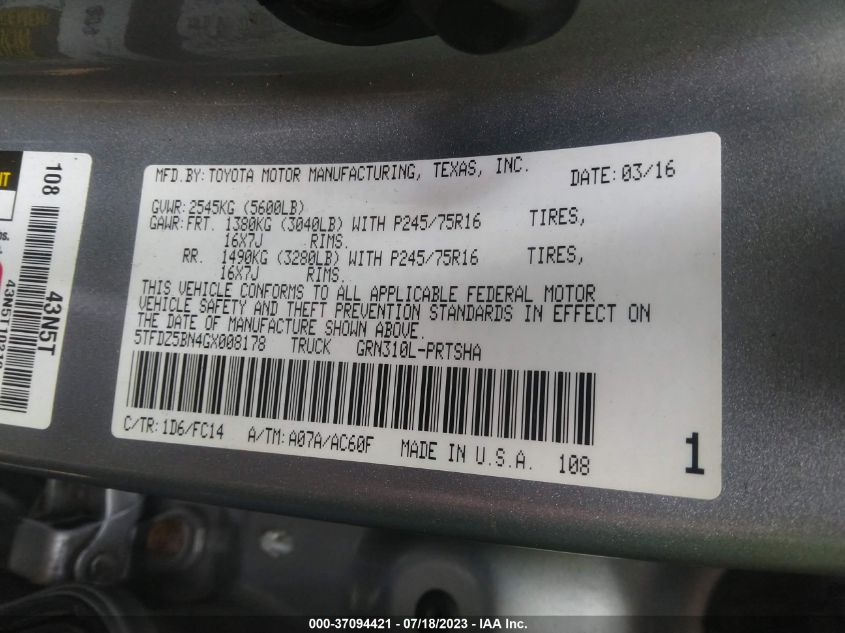 MFD.BY: TOYOTA MOTOR MANUFACTURING, TEXAS, INC. DATE: 03/16
GVWR: 2545KG (5600LB)
GAWR: FRT. 1380KG (3040LB) WITH P245/75R16 TIRES,
16X7J RIMS.
RR. 1490KG (3280LB) WITH P245/75R16 TIRES,
16X7J RIMS.
THIS VEHICLE CONFORMS TO ALL APPLICABLE FEDERAL MOTOR
VEHICLE SAFETY AND THEFT PREVENTION STANDARDS IN EFFECT ON
THE DATE OF MANUFACTURE SHOWN ABOVE.
5TFDZ5BN4GX008178 TRUCK GRN310L-PRTSHA
C/TR: 1D6/FC14 A/TM: A07A/AC60F MADE IN U.S.A. 108
1
108
43N5T
000-37094421 / 07/18/2023 / IAA Inc.